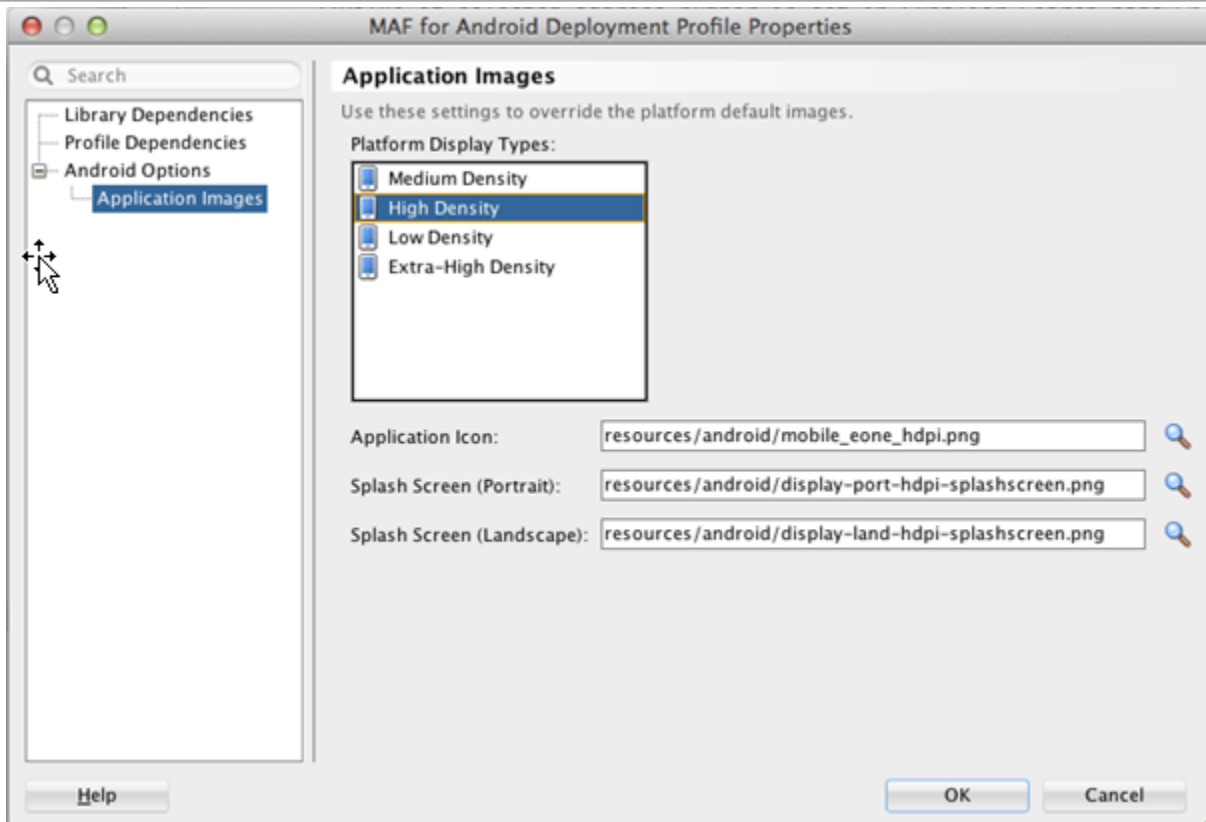 MAF for Android Deployment Profile Properties
Search
Library Dependencies
Profile Dependencies
Android Options
Application Images
Application Images
Use these settings to override the platform default images.
Platform Display Types:
Medium Density
High Density
Low Density
Extra-High Density
Application Icon: resources/android/mobile_eone_hdpi.png
Splash Screen (Portrait): resources/android/display-port-hdpi-splashscreen.png
Splash Screen (Landscape): resources/android/display-land-hdpi-splashscreen.png
Help OK Cancel